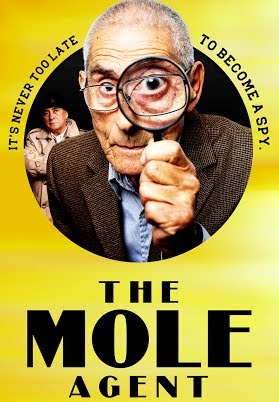 IT'S NEVER TOO LATE
TO BECOME A SPY.
THE
MOLE
AGENT